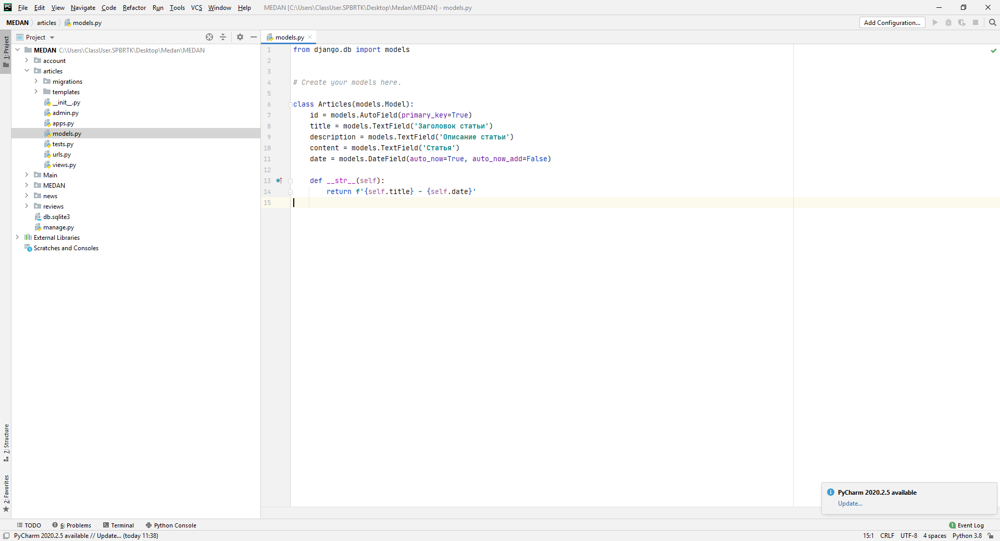 PC File Edit View Navigate Code Refactor Run Tools VCS Window Help MEDAN [C:\Users\ClassUser.SPBRTK\Desktop\Medan\MEDAN] - models.py
MEDAN articles models.py Add Configuration...
1: Project
Project
MEDAN C:\Users\ClassUser.SPBRTK\Desktop\Medan\MEDAN
account
articles
migrations
templates
__init__.py
admin.py
apps.py
models.py
tests.py
urls.py
views.py
Main
MEDAN
news
reviews
db.sqlite3
manage.py
External Libraries
Scratches and Consoles
7: Structure
2: Favorites
models.py
1 from django.db import models
2
3
4 # Create your models here.
5
6 class Articles(models.Model):
7 id = models.AutoField(primary_key=True)
8 title = models.TextField('Заголовок статьи')
9 description = models.TextField('Описание статьи')
10 content = models.TextField('Статья')
11 date = models.DateField(auto_now=True, auto_now_add=False)
12
13 def __str__(self):
14 return f'{self.title} - {self.date}'
15
PyCharm 2020.2.5 available
Update...
TODO 6: Problems Terminal Python Console 1 Event Log
PyCharm 2020.2.5 available // Update... (today 11:38) 15:1 CRLF UTF-8 4 spaces Python 3.8